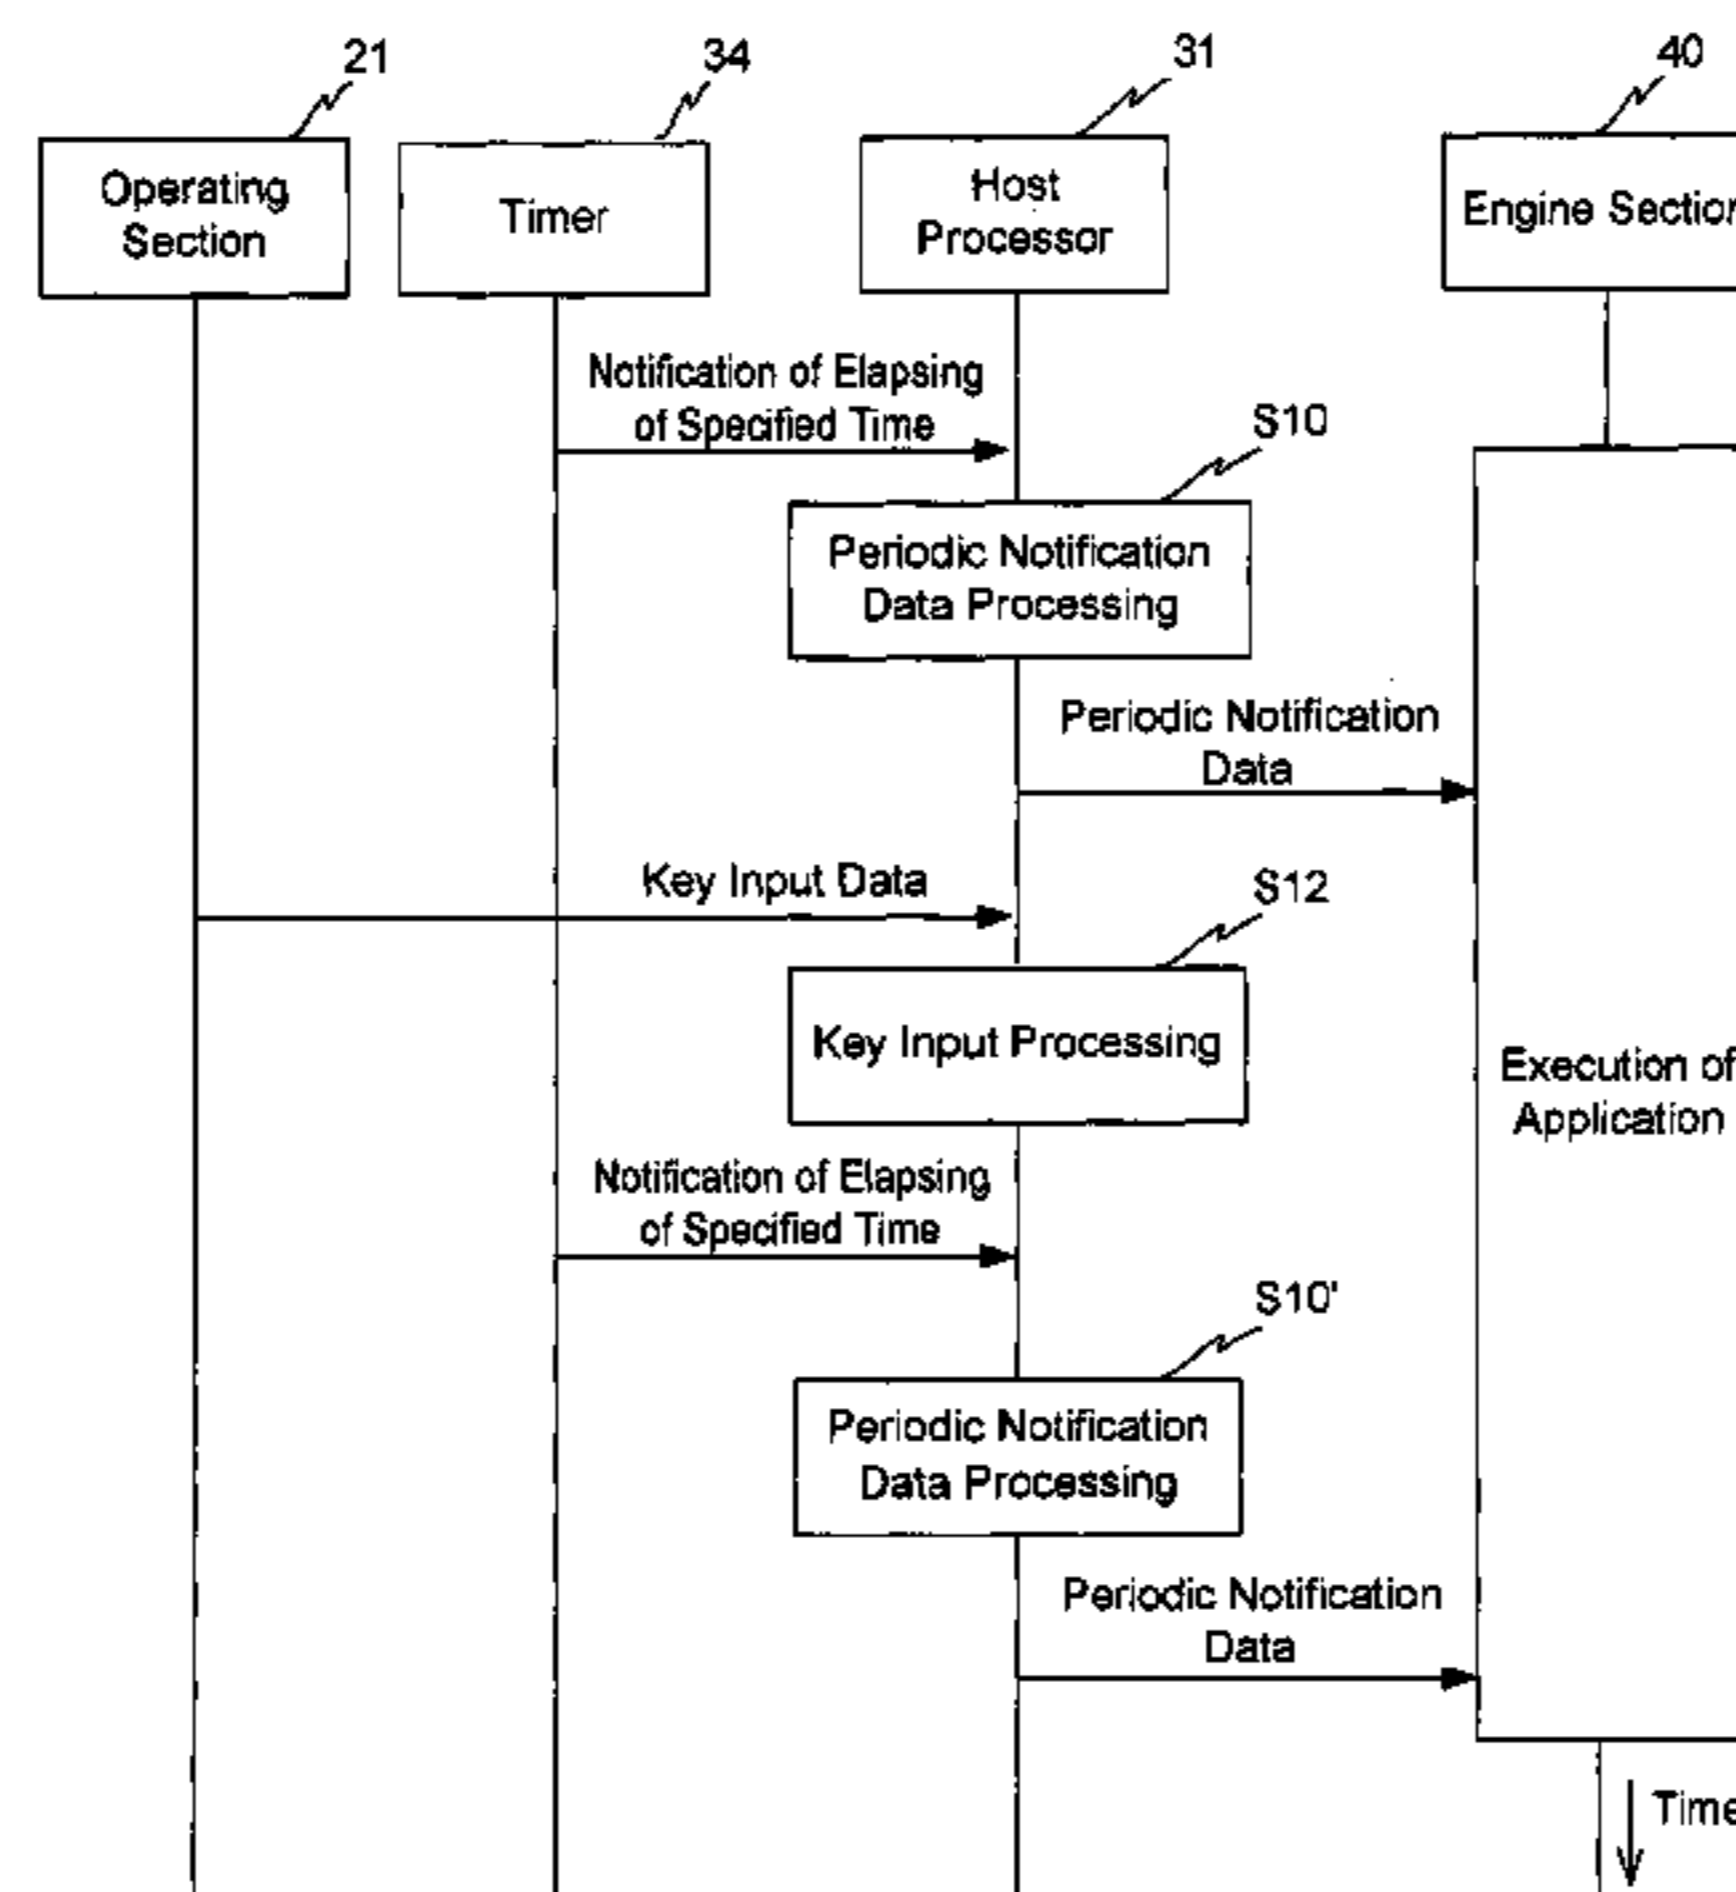 21
34
31
40
Operating
Section
Timer
Host
Processor
Engine Section
Notification of Elapsing
of Specified Time
S10
Periodic Notification
Data Processing
Periodic Notification
Data
Key Input Data
S12
Key Input Processing
Execution of
Application
Notification of Elapsing
of Specified Time
S10'
Periodic Notification
Data Processing
Periodic Notification
Data
Time